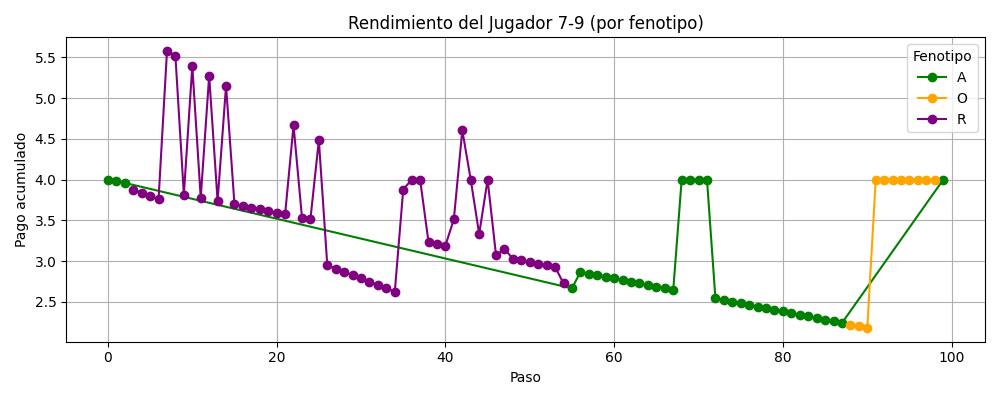 Rendimiento del Jugador 7-9 (por fenotipo)
Pago acumulado
5.5
5.0
4.5
4.0
3.5
3.0
2.5
Fenotipo
A
O
R
0
20
40
60
80
100
Paso